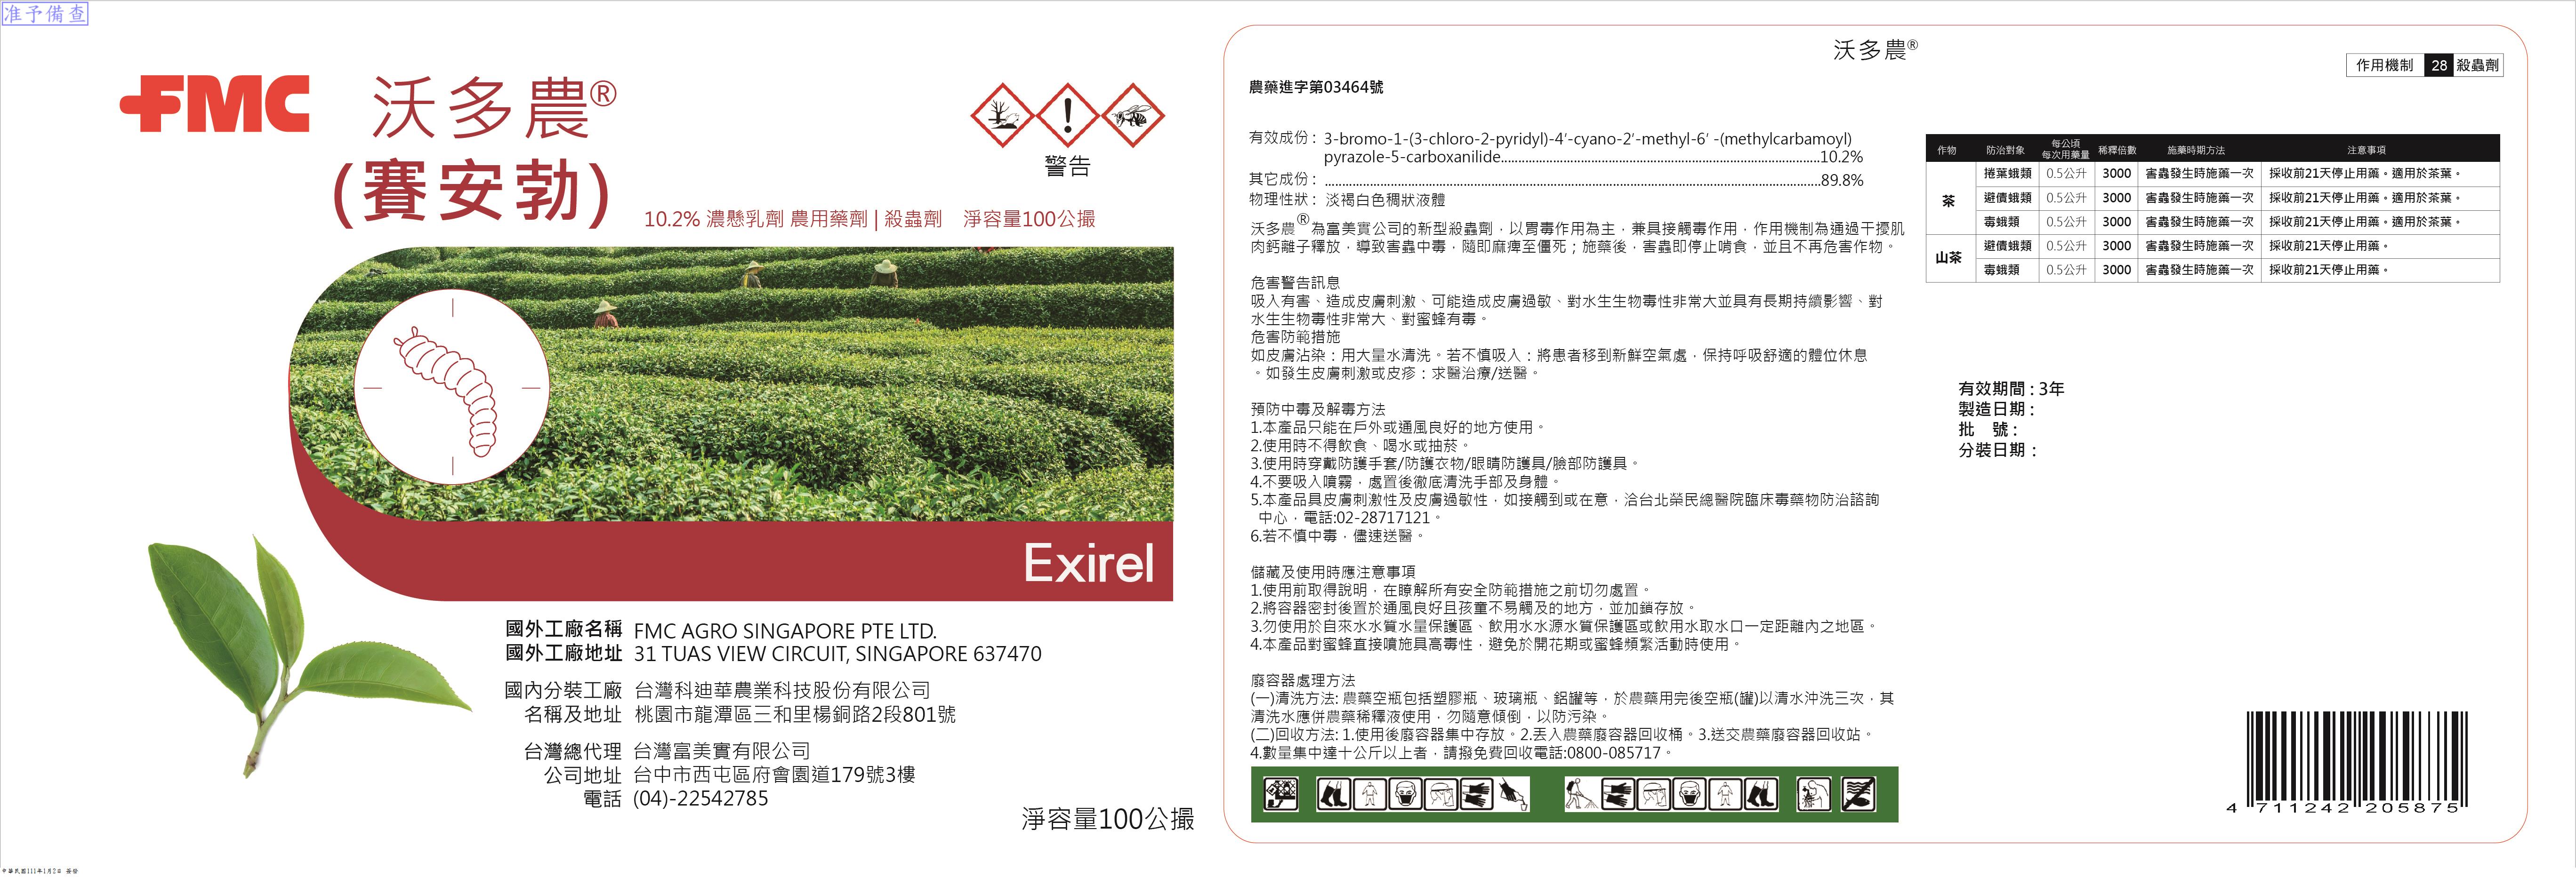 准予備查
FMC
沃多農®
(賽安勃)
警告
10.2% 濃懸乳劑 農用藥劑 | 殺蟲劑 淨容量100公撮
Exirel
國外工廠名稱 FMC AGRO SINGAPORE PTE LTD.
國外工廠地址 31 TUAS VIEW CIRCUIT, SINGAPORE 637470
國內分裝工廠 台灣科迪華農業科技股份有限公司
名稱及地址 桃園市龍潭區三和里楊銅路2段801號
台灣總代理 台灣富美實有限公司
公司地址 台中市西屯區府會園道179號3樓
電話 (04)-22542785
淨容量100公撮
中華民國111年1月2日 簽發
沃多農®
農藥進字第03464號
有效成份: 3-bromo-1-(3-chloro-2-pyridyl)-4′-cyano-2′-methyl-6′ -(methylcarbamoyl)
pyrazole-5-carboxanilide........................................10.2%
其它成份: ........................................89.8%
物理性狀: 淡褐白色稠狀液體
沃多農®為富美實公司的新型殺蟲劑，以胃毒作用為主，兼具接觸毒作用，作用機制為通過干擾肌
肉鈣離子釋放，導致害蟲中毒，隨即麻痺至僵死；施藥後，害蟲即停止啃食，並且不再危害作物。
危害警告訊息
吸入有害、造成皮膚刺激、可能造成皮膚過敏、對水生生物毒性非常大並具有長期持續影響、對
水生生物毒性非常大、對蜜蜂有毒。
危害防範措施
如皮膚沾染：用大量水清洗。若不慎吸入：將患者移到新鮮空氣處，保持呼吸舒適的體位休息
。如發生皮膚刺激或皮疹：求醫治療/送醫。
預防中毒及解毒方法
1.本產品只能在戶外或通風良好的地方使用。
2.使用時不得飲食、喝水或抽菸。
3.使用時穿戴防護手套/防護衣物/眼睛防護具/臉部防護具。
4.不要吸入噴霧，處置後徹底清洗手部及身體。
5.本產品具皮膚刺激性及皮膚過敏性，如接觸到或在意，洽台北榮民總醫院臨床毒藥物防治諮詢
中心，電話:02-28717121。
6.若不慎中毒，儘速送醫。
儲藏及使用時應注意事項
1.使用前取得說明，在瞭解所有安全防範措施之前切勿處置。
2.將容器密封後置於通風良好且孩童不易觸及的地方，並加鎖存放。
3.勿使用於自來水水質水量保護區、飲用水水源水質保護區或飲用水取水口一定距離內之地區。
4.本產品對蜜蜂直接噴施具高毒性，避免於開花期或蜜蜂頻繁活動時使用。
廢容器處理方法
(一)清洗方法: 農藥空瓶包括塑膠瓶、玻璃瓶、鋁罐等，於農藥用完後空瓶(罐)以清水沖洗三次，其
清洗水應併農藥稀釋液使用，勿隨意傾倒，以防污染。
(二)回收方法: 1.使用後廢容器集中存放。2.丟入農藥廢容器回收桶。3.送交農藥廢容器回收站。
4.數量集中達十公斤以上者，請撥免費回收電話:0800-085717。
作用機制 28 殺蟲劑
作物 防治對象 每公頃每次用藥量 稀釋倍數 施藥時期方法 注意事項
茶 捲葉蛾類 0.5公升 3000 害蟲發生時施藥一次 採收前21天停止用藥。適用於茶葉。
避債蛾類 0.5公升 3000 害蟲發生時施藥一次 採收前21天停止用藥。適用於茶葉。
毒蛾類 0.5公升 3000 害蟲發生時施藥一次 採收前21天停止用藥。適用於茶葉。
山茶 避債蛾類 0.5公升 3000 害蟲發生時施藥一次 採收前21天停止用藥。
毒蛾類 0.5公升 3000 害蟲發生時施藥一次 採收前21天停止用藥。
有效期間 : 3年
製造日期 :
批 號 :
分裝日期 :
4 711242 205875